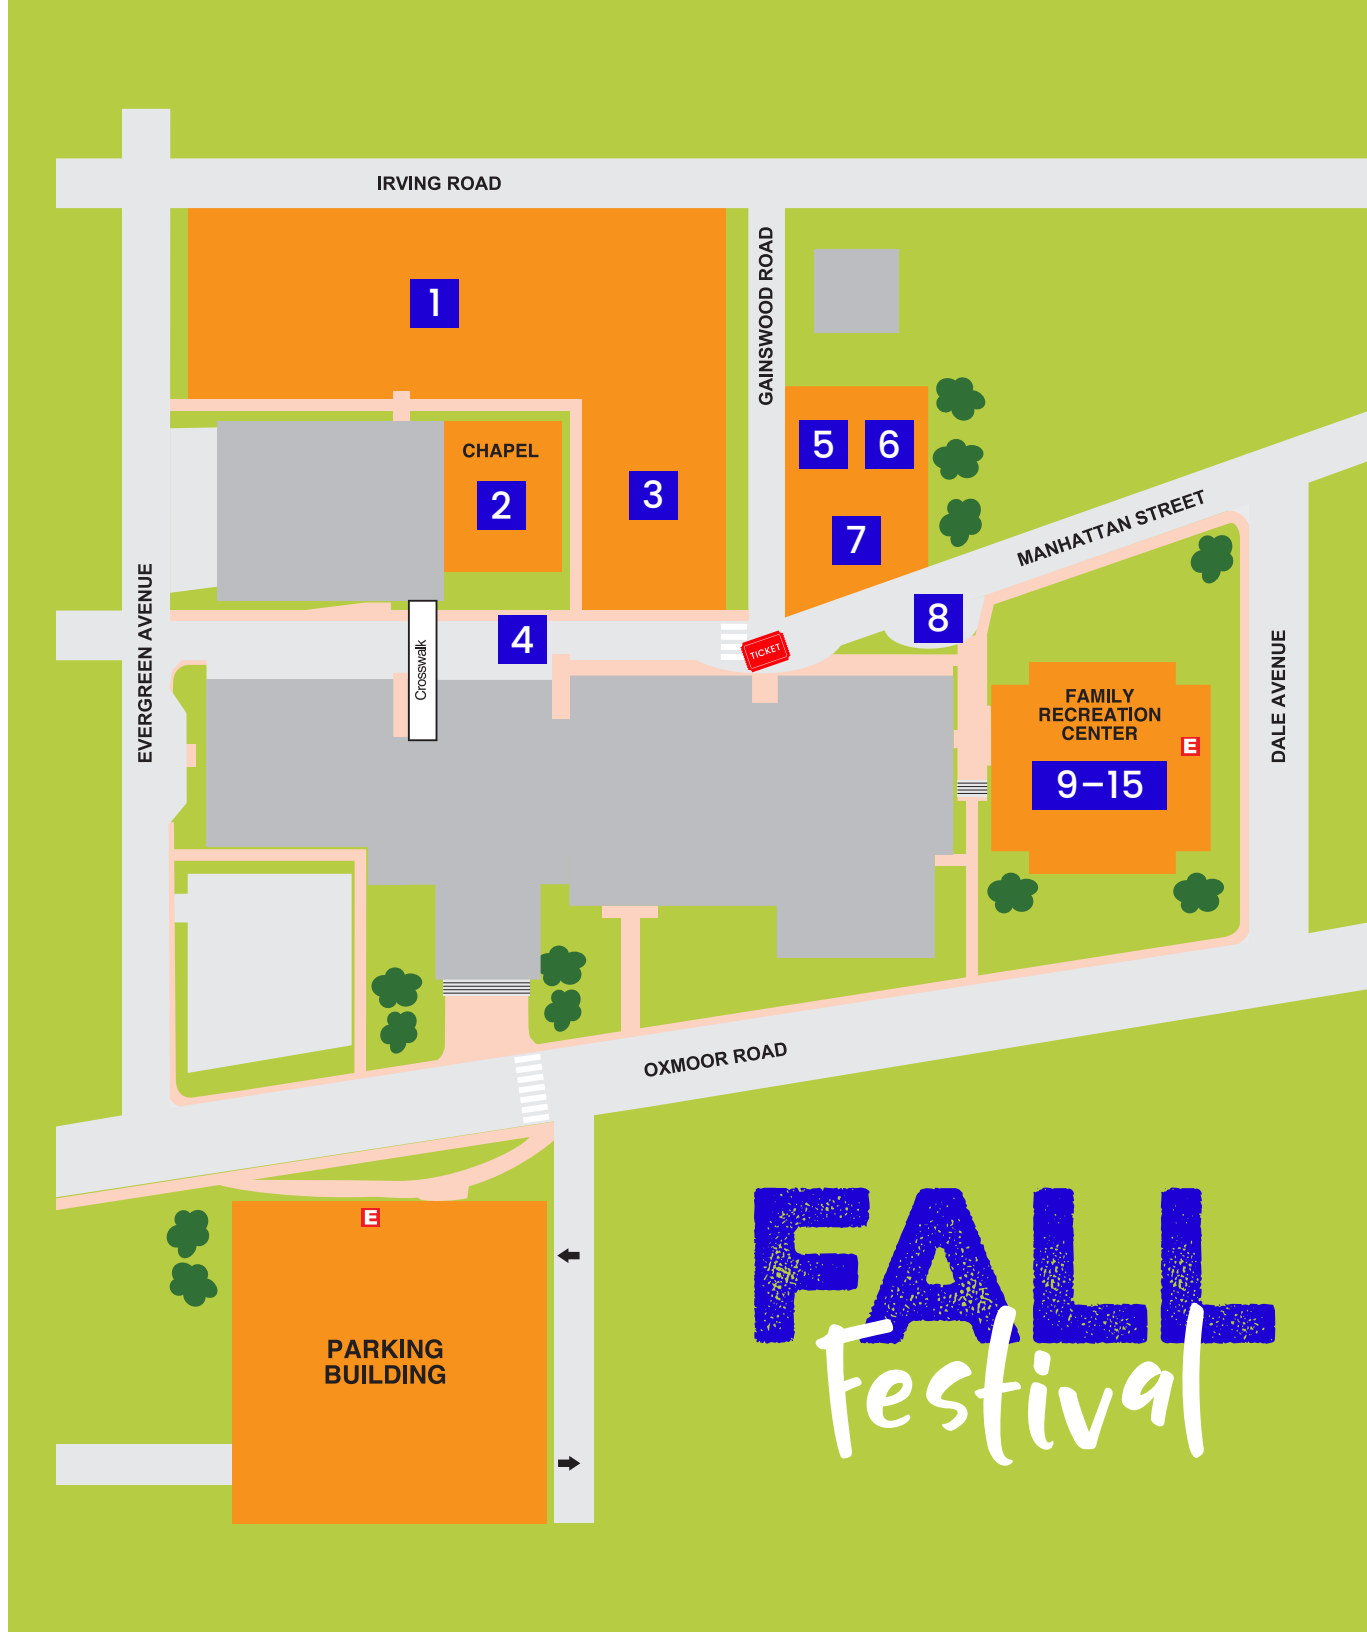 IRVING ROAD
GAINSWOOD ROAD
1
5 6
CHAPEL
2
3
7
MANHATTAN STREET
EVERGREEN AVENUE
4
Crosswalk
TICKET
8
DALE AVENUE
FAMILY
RECREATION
CENTER
E
9–15
OXMOOR ROAD
E
PARKING
BUILDING
FALL
Festival